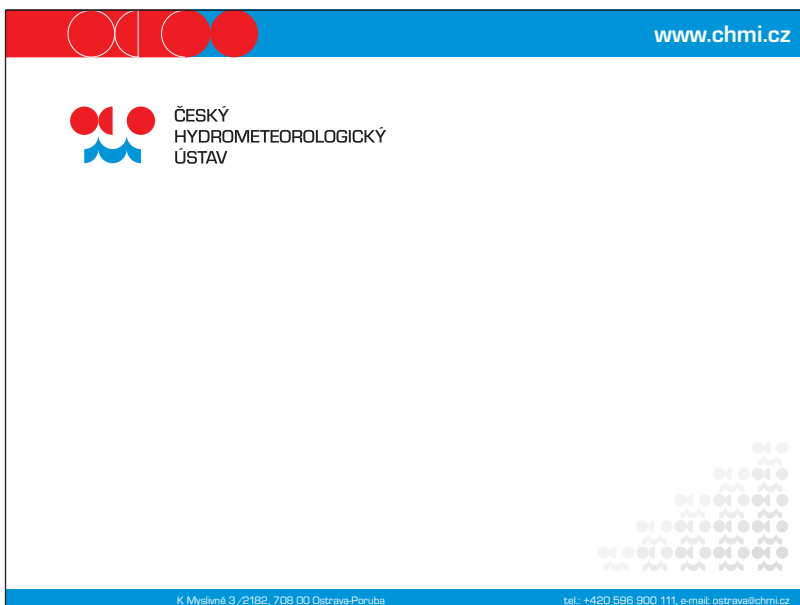 www.chmi.cz
ČESKÝ
HYDROMETEOROLOGICKÝ
ÚSTAV
K Myslivně 3 /2182, 708 00 Ostrava-Poruba
tel.: +420 596 900 111, e-mail: ostrava@chmi.cz